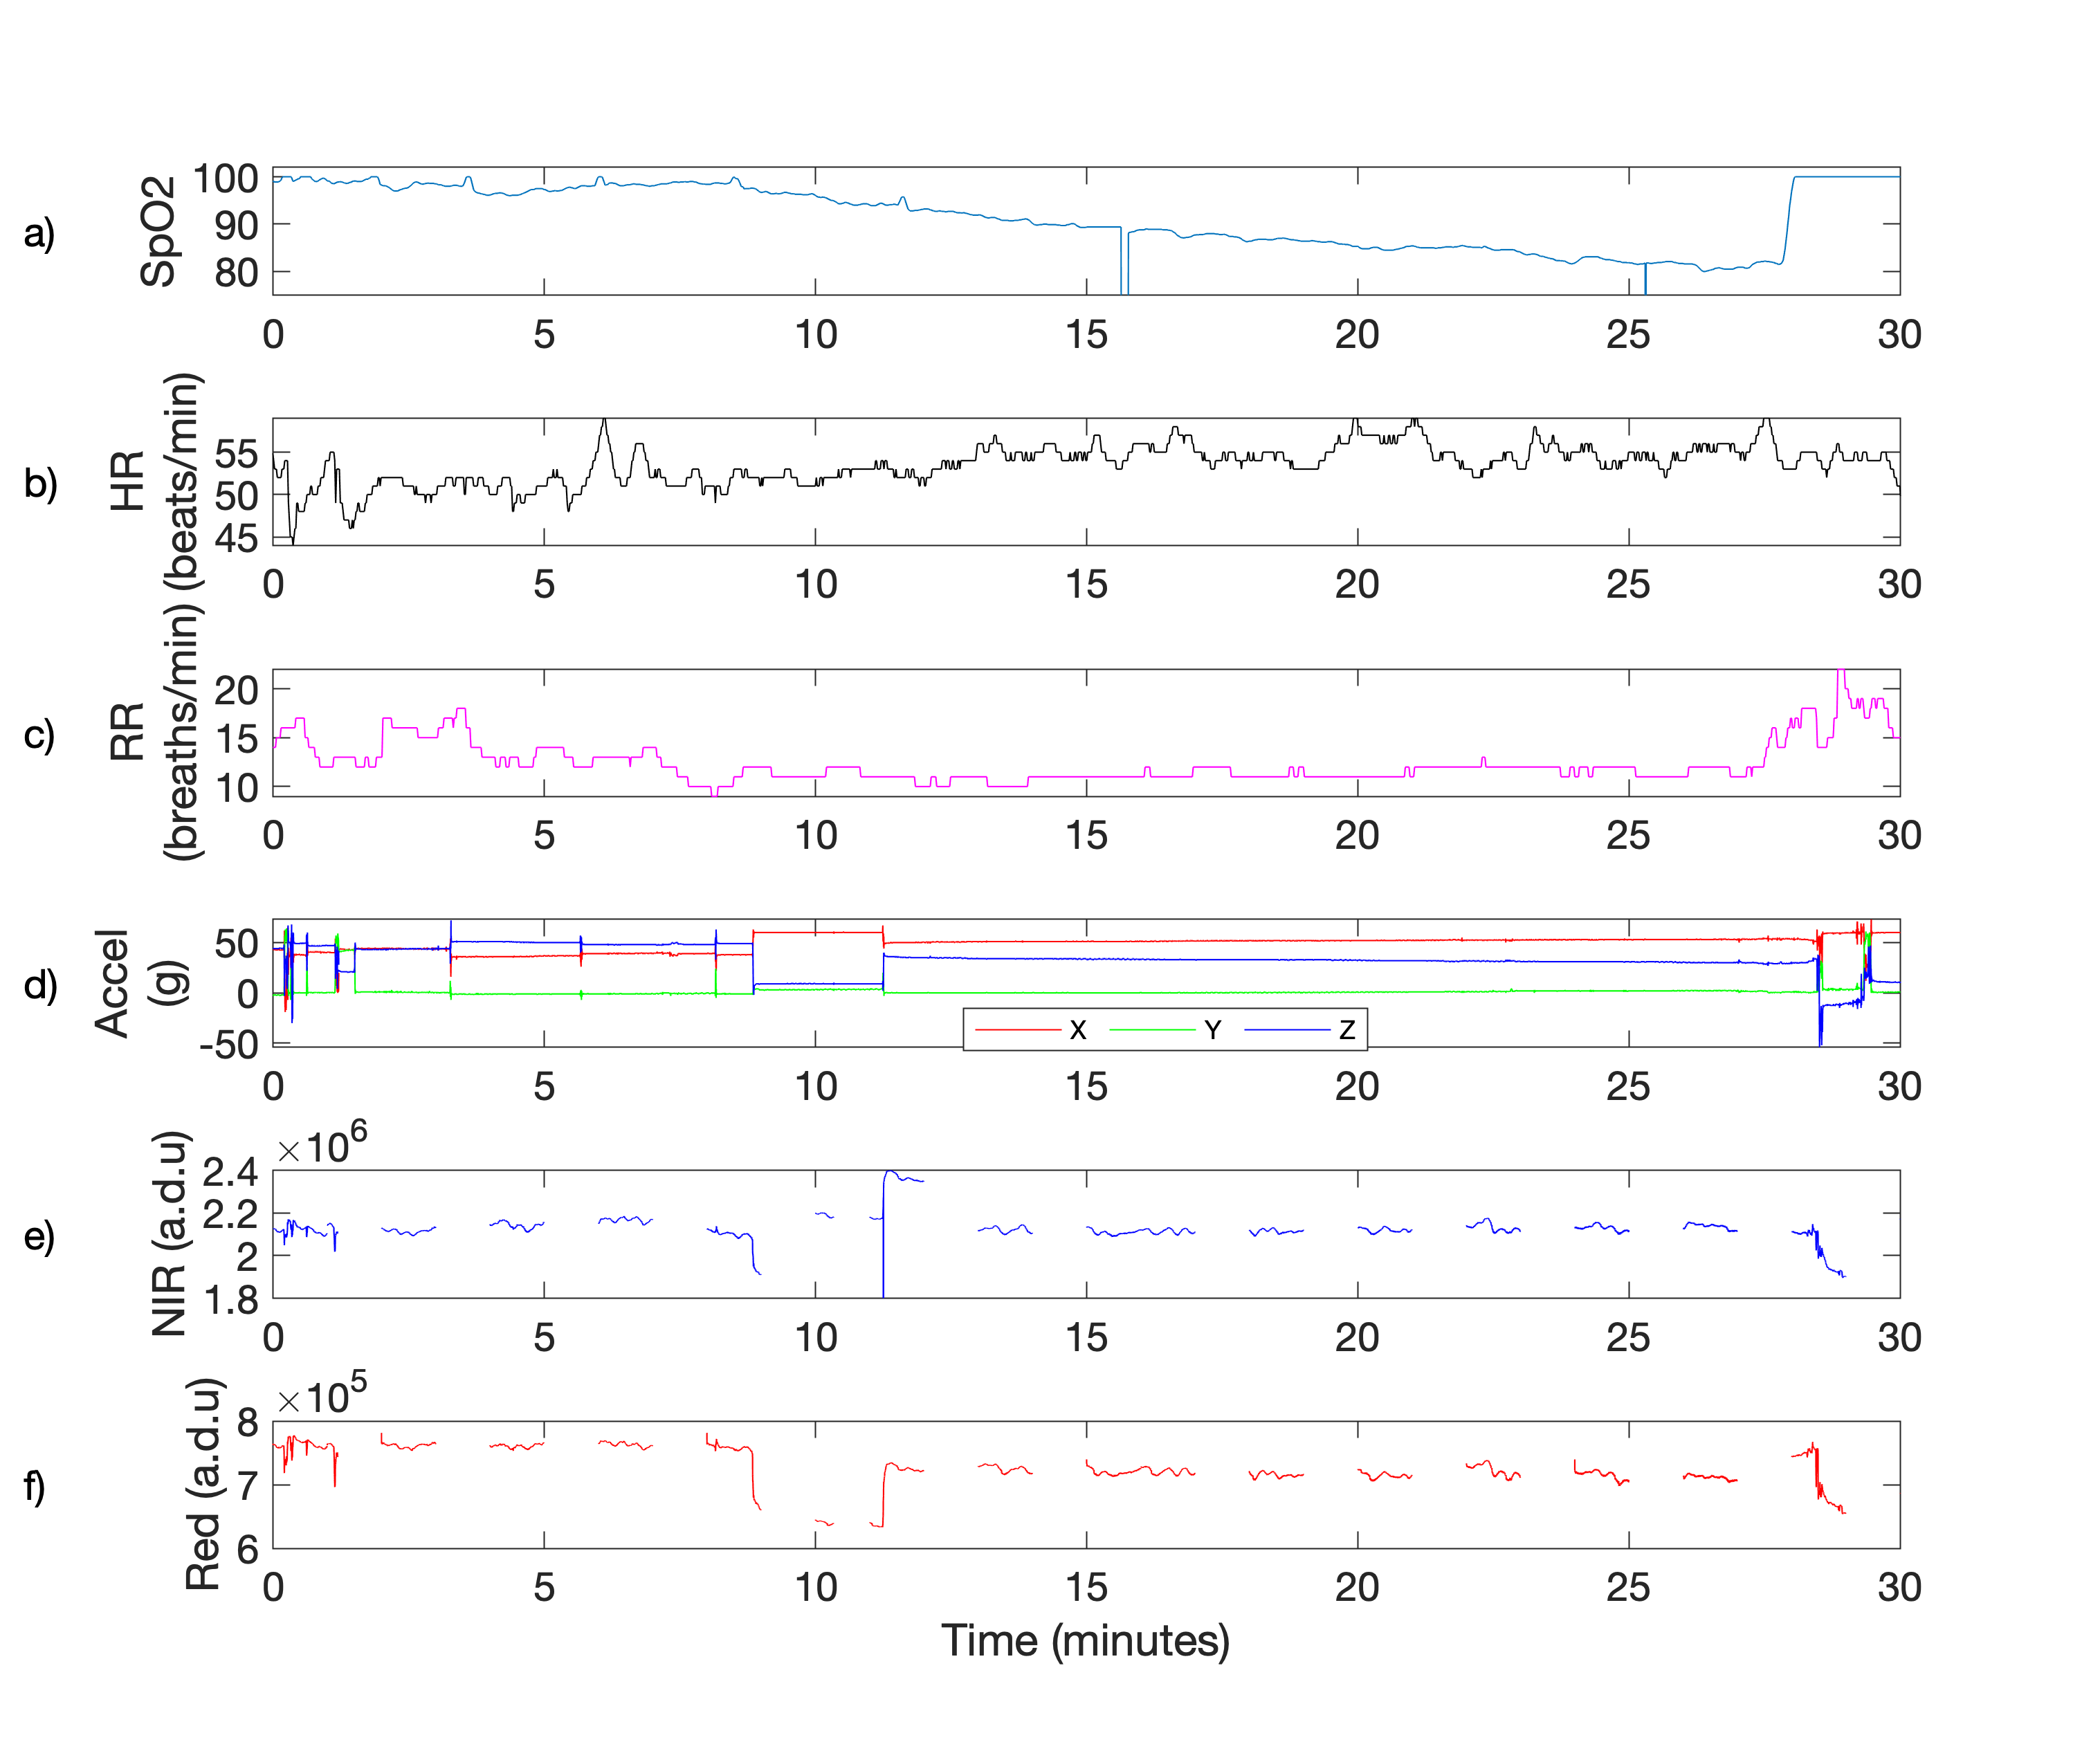 a)
SpO2
100
90
80
0 5 10 15 20 25 30
b)
HR
(beats/min)
55
50
45
0 5 10 15 20 25 30
c)
RR
(breaths/min)
20
15
10
0 5 10 15 20 25 30
d)
Accel
(g)
50
0
-50
X Y Z
0 5 10 15 20 25 30
e)
NIR (a.d.u)
×10^6
2.4
2.2
2
1.8
0 5 10 15 20 25 30
f)
Red (a.d.u)
×10^5
8
7
6
0 5 10 15 20 25 30
Time (minutes)